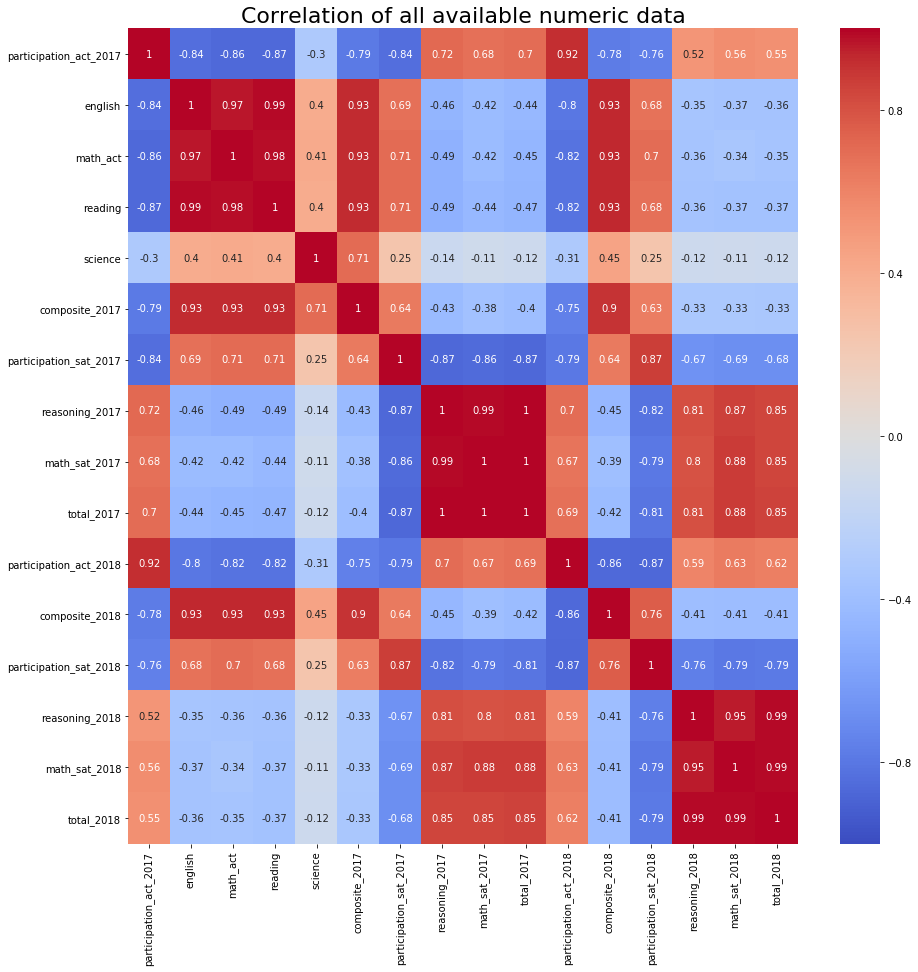 Correlation of all available numeric data
participation_act_2017 1 -0.84 -0.86 -0.87 -0.3 -0.79 -0.84 0.72 0.68 0.7 0.92 -0.78 -0.76 0.52 0.56 0.55
english -0.84 1 0.97 0.99 0.4 0.93 0.69 -0.46 -0.42 -0.44 -0.8 0.93 0.68 -0.35 -0.37 -0.36
math_act -0.86 0.97 1 0.98 0.41 0.93 0.71 -0.49 -0.42 -0.45 -0.82 0.93 0.7 -0.36 -0.34 -0.35
reading -0.87 0.99 0.98 1 0.4 0.93 0.71 -0.49 -0.44 -0.47 -0.82 0.93 0.68 -0.36 -0.37 -0.37
science -0.3 0.4 0.41 0.4 1 0.71 0.25 -0.14 -0.11 -0.12 -0.31 0.45 0.25 -0.12 -0.11 -0.12
composite_2017 -0.79 0.93 0.93 0.93 0.71 1 0.64 -0.43 -0.38 -0.4 -0.75 0.9 0.63 -0.33 -0.33 -0.33
participation_sat_2017 -0.84 0.69 0.71 0.71 0.25 0.64 1 -0.87 -0.86 -0.87 -0.79 0.64 0.87 -0.67 -0.69 -0.68
reasoning_2017 0.72 -0.46 -0.49 -0.49 -0.14 -0.43 -0.87 1 0.99 1 0.7 -0.45 -0.82 0.81 0.87 0.85
math_sat_2017 0.68 -0.42 -0.42 -0.44 -0.11 -0.38 -0.86 0.99 1 1 0.67 -0.39 -0.79 0.8 0.88 0.85
total_2017 0.7 -0.44 -0.45 -0.47 -0.12 -0.4 -0.87 1 1 1 0.69 -0.42 -0.81 0.81 0.88 0.85
participation_act_2018 0.92 -0.8 -0.82 -0.82 -0.31 -0.75 -0.79 0.7 0.67 0.69 1 -0.86 -0.87 0.59 0.63 0.62
composite_2018 -0.78 0.93 0.93 0.93 0.45 0.9 0.64 -0.45 -0.39 -0.42 -0.86 1 0.76 -0.41 -0.41 -0.41
participation_sat_2018 -0.76 0.68 0.7 0.68 0.25 0.63 0.87 -0.82 -0.79 -0.81 -0.87 0.76 1 -0.76 -0.79 -0.79
reasoning_2018 0.52 -0.35 -0.36 -0.36 -0.12 -0.33 -0.67 0.81 0.8 0.81 0.59 -0.41 -0.76 1 0.95 0.99
math_sat_2018 0.56 -0.37 -0.34 -0.37 -0.11 -0.33 -0.69 0.87 0.88 0.88 0.63 -0.41 -0.79 0.95 1 0.99
total_2018 0.55 -0.36 -0.35 -0.37 -0.12 -0.33 -0.68 0.85 0.85 0.85 0.62 -0.41 -0.79 0.99 0.99 1
participation_act_2017
english
math_act
reading
science
composite_2017
participation_sat_2017
reasoning_2017
math_sat_2017
total_2017
participation_act_2018
composite_2018
participation_sat_2018
reasoning_2018
math_sat_2018
total_2018
0.8
0.4
0.0
-0.4
-0.8